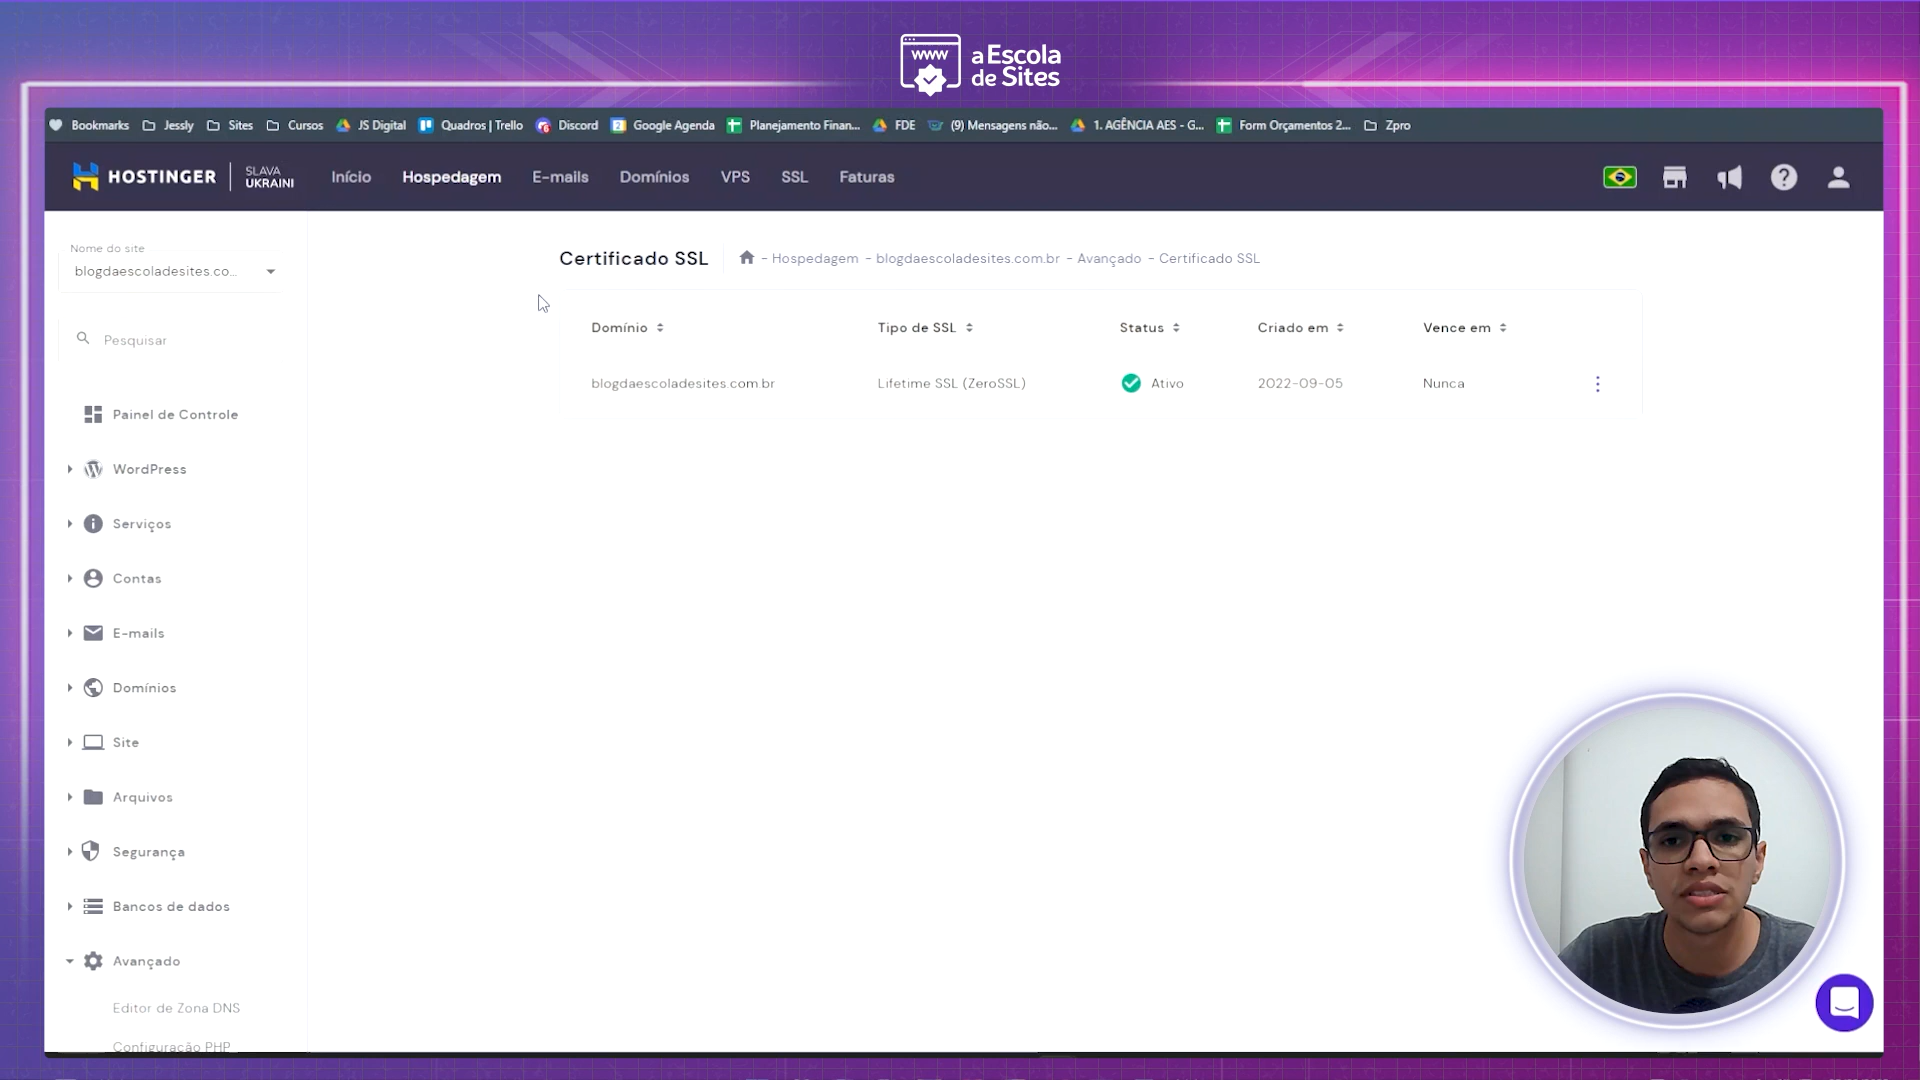 www a Escola
de Sites
Bookmarks Jessly Sites Cursos JS Digital Quadros | Trello Discord Google Agenda Planejamento Finan... FDE (9) Mensagens não... 1. AGÊNCIA AES - G... Form Orçamentos 2... Zpro
HOSTINGER SLAVA UKRAINI Início Hospedagem E-mails Domínios VPS SSL Faturas
Nome do site
blogdaescoladesites.co...
Pesquisar
Painel de Controle
WordPress
Serviços
Contas
E-mails
Domínios
Site
Arquivos
Segurança
Bancos de dados
Avançado
Editor de Zona DNS
Configuração PHP
Certificado SSL - Hospedagem - blogdaescoladesites.com.br - Avançado - Certificado SSL
Domínio Tipo de SSL Status Criado em Vence em
blogdaescoladesites.com.br Lifetime SSL (ZeroSSL) Ativo 2022-09-05 Nunca